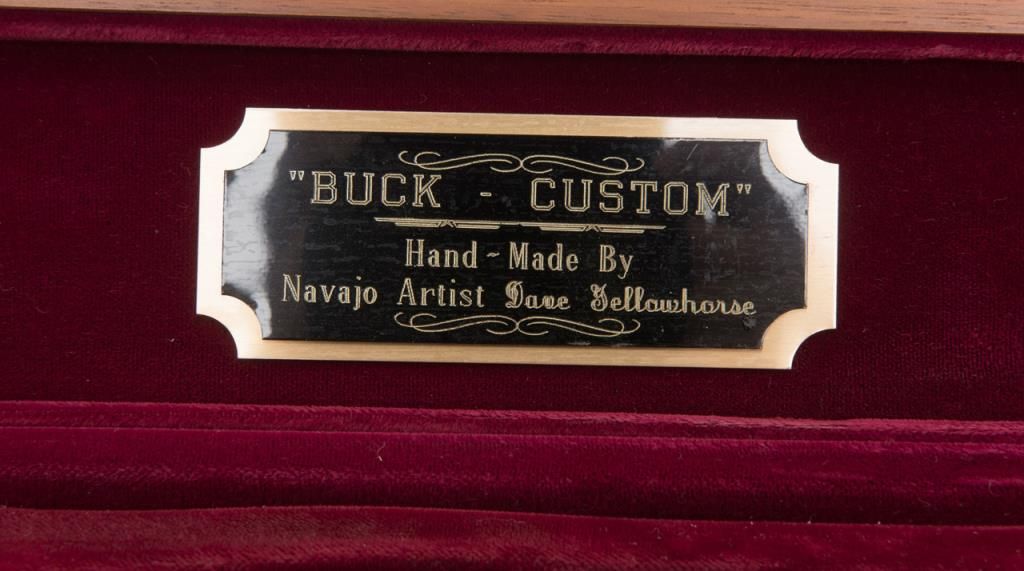 "BUCK - CUSTOM"
Hand-Made By
Navajo Artist Dave Yellowhorse